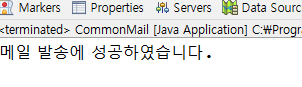 Markers Properties Servers Data Sourc
<terminated> CommonMail [Java Application] C:₩Progra
메일 발송에 성공하였습니다.